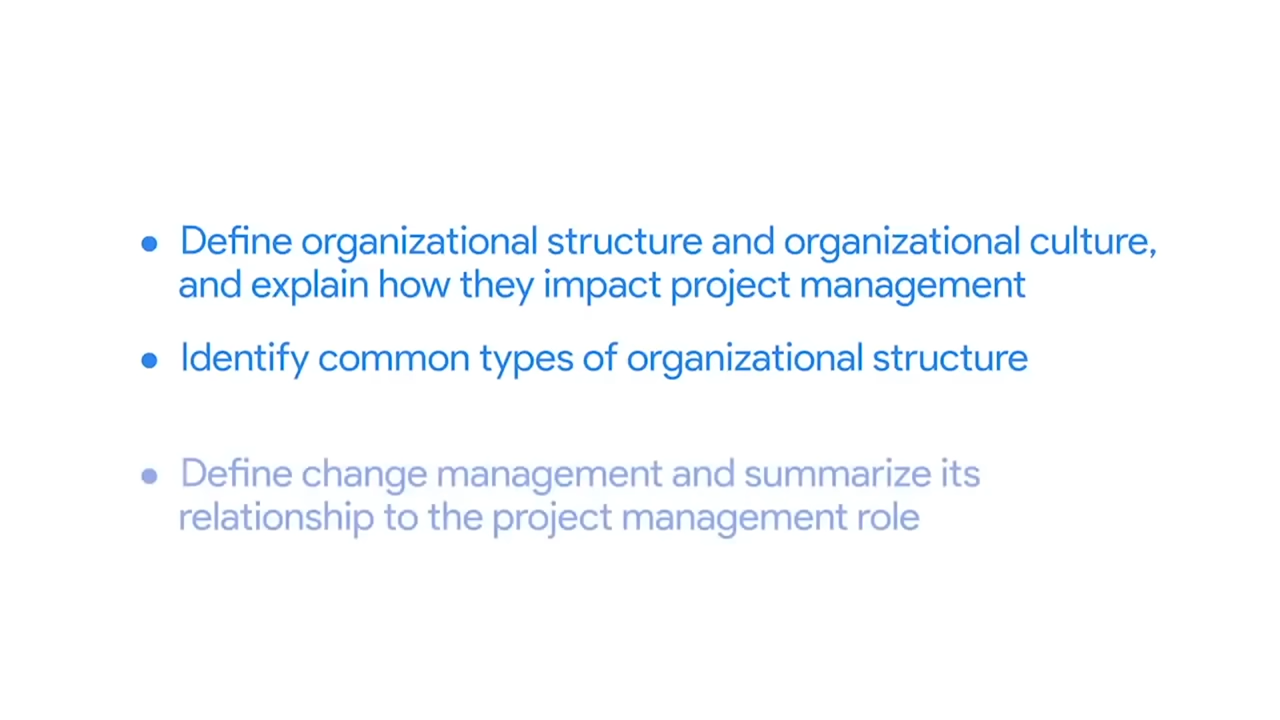 • Define organizational structure and organizational culture,
and explain how they impact project management
• Identify common types of organizational structure
• Define change management and summarize its
relationship to the project management role